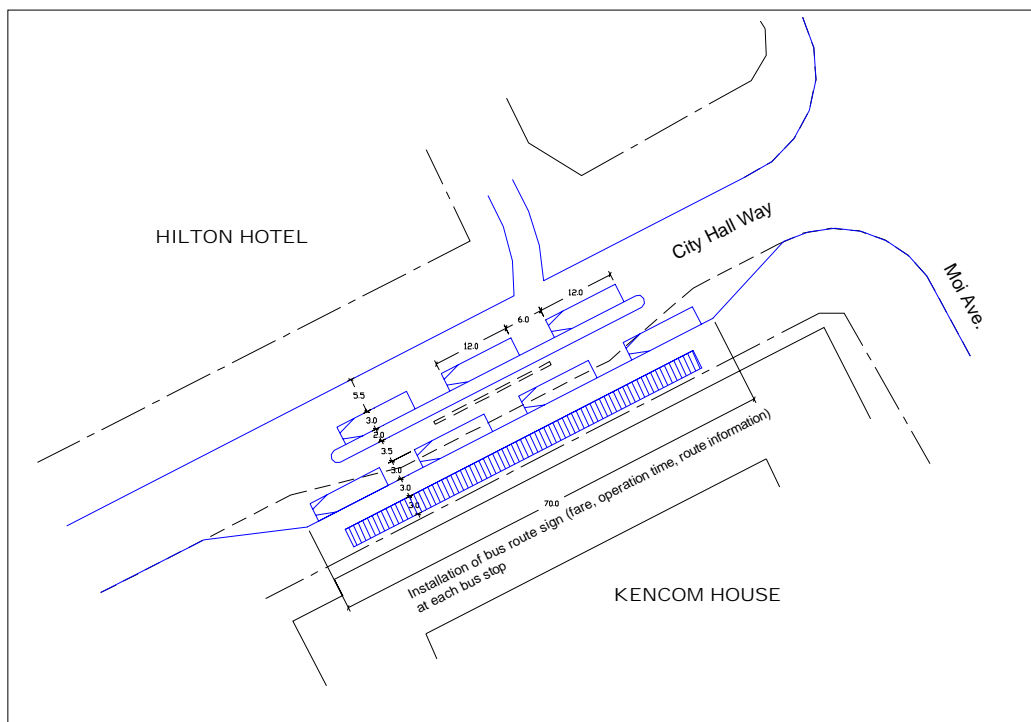 HILTON HOTEL
City Hall Way
Moi Ave.
12.0
6.0
12.0
5.5
3.0
2.0
3.5
3.0
3.0
3.0
70.0
Installation of bus route sign (fare, operation time, route information)
at each bus stop
KENCOM HOUSE